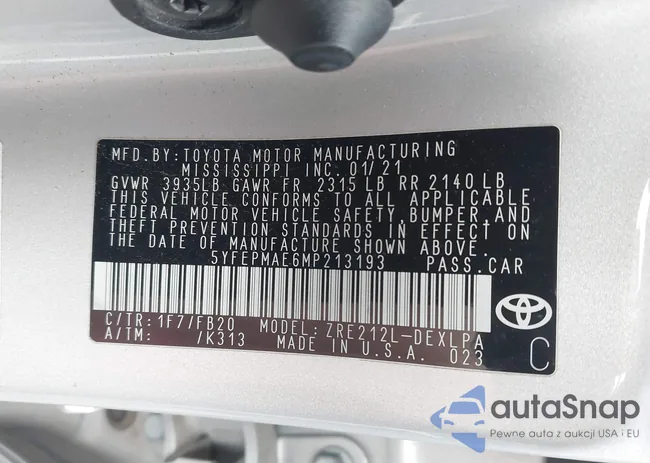 MFD. BY: TOYOTA MOTOR MANUFACTURING
MISSISSIPPI INC. 01/21
GVWR 3935LB GAWR FR 2315 LB RR 2140 LB
THIS VEHICLE CONFORMS TO ALL APPLICABLE
FEDERAL MOTOR VEHICLE SAFETY, BUMPER, AND
THEFT PREVENTION STANDARDS IN EFFECT ON
THE DATE OF MANUFACTURE SHOWN ABOVE.
5YFEPMAE6MP213193 PASS. CAR
C/TR: 1F7/FB20 MODEL: ZRE212L-DEXLPA
A/TM: /K313 MADE IN U.S.A. 023
C
autaSnap
Pewne auta z aukcji USA i EU